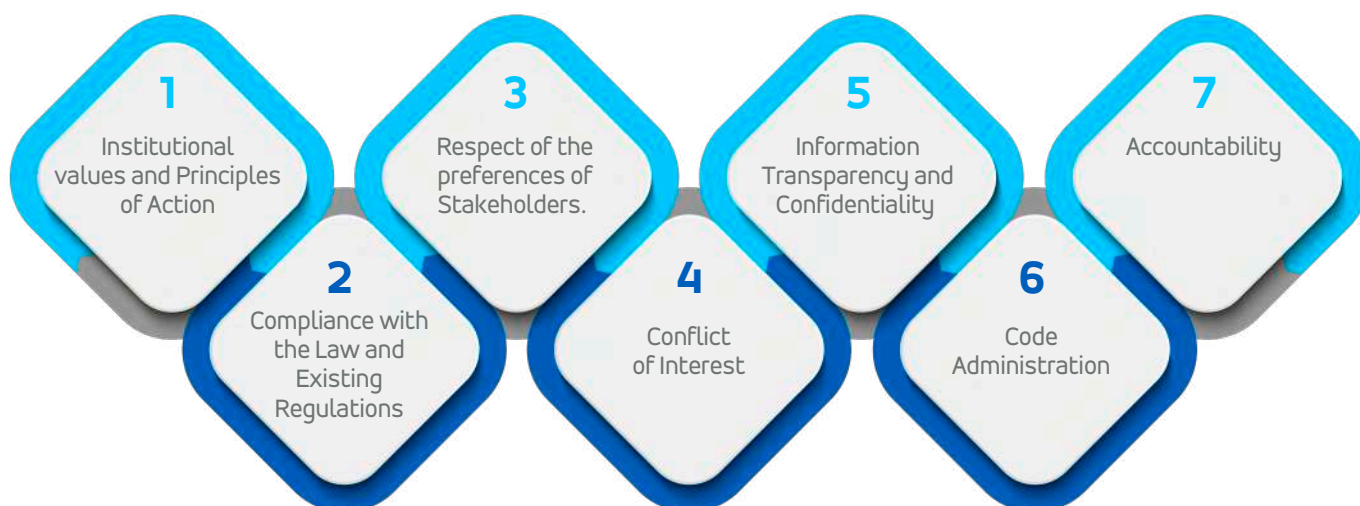 1
Institutional
values and Principles
of Action
2
Compliance with
the Law and
Existing
Regulations
3
Respect of the
preferences of
Stakeholders.
4
Conflict
of Interest
5
Information
Transparency and
Confidentiality
6
Code
Administration
7
Accountability